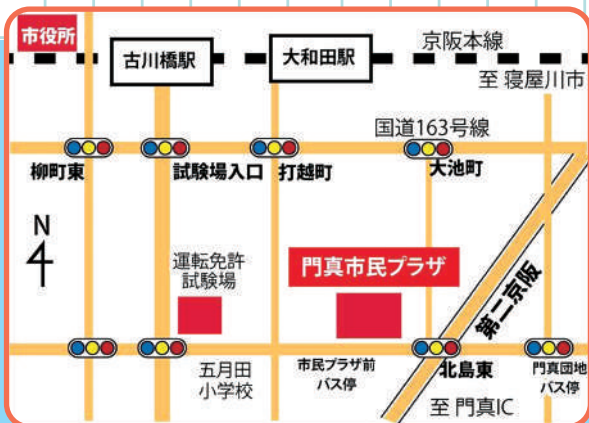 市役所
京阪本線
古川橋駅
大和田駅
至 寝屋川市
国道163号線
柳町東
試験場入口
打越町
大池町
N
運転免許
試験場
門真市民プラザ
第二京阪
五月田
小学校
市民プラザ前
バス停
北島東
門真団地
バス停
至 門真IC